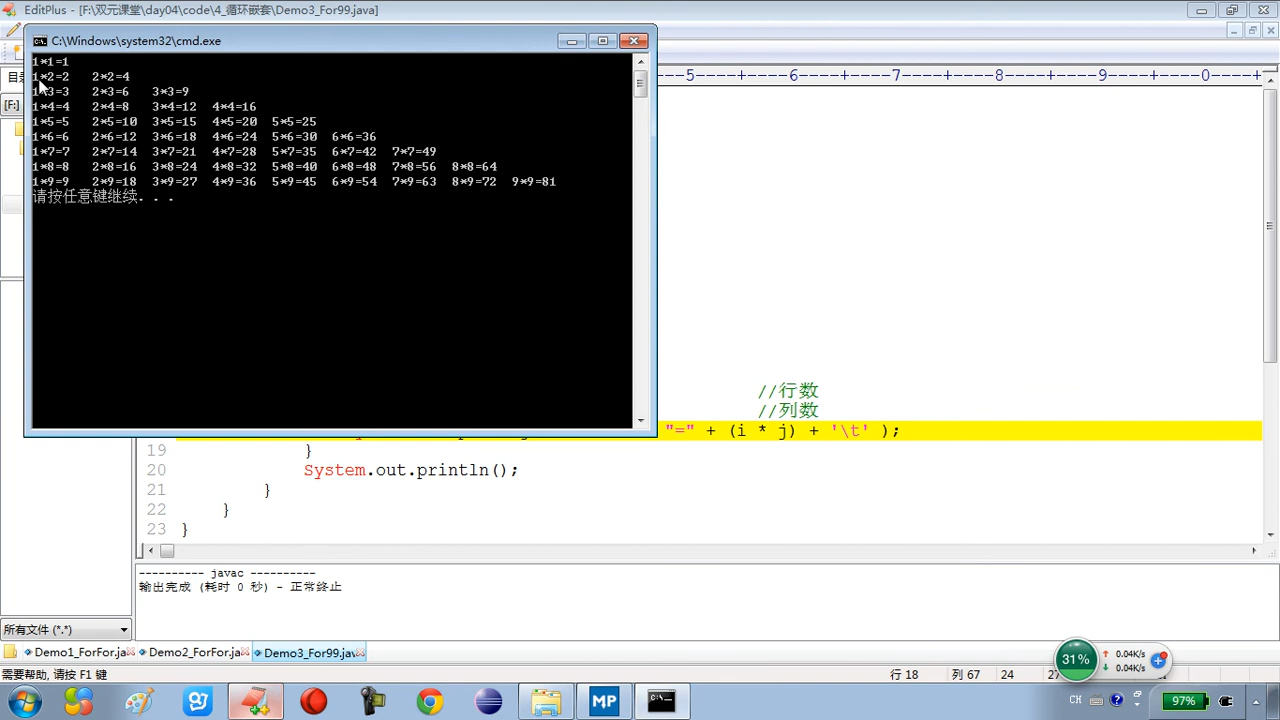 EditPlus - [F:\双元课堂\day04\code\4_循环嵌套\Demo3_For99.java]
C:\Windows\system32\cmd.exe
1*1=1
1*2=2 2*2=4
1*3=3 2*3=6 3*3=9
1*4=4 2*4=8 3*4=12 4*4=16
1*5=5 2*5=10 3*5=15 4*5=20 5*5=25
1*6=6 2*6=12 3*6=18 4*6=24 5*6=30 6*6=36
1*7=7 2*7=14 3*7=21 4*7=28 5*7=35 6*7=42 7*7=49
1*8=8 2*8=16 3*8=24 4*8=32 5*8=40 6*8=48 7*8=56 8*8=64
1*9=9 2*9=18 3*9=27 4*9=36 5*9=45 6*9=54 7*9=63 8*9=72 9*9=81
请按任意键继续. . .
目
[F:]
--5----+----6----+----7----+----8----+----9----+----0----+--
//行数
//列数
"=" + (i * j) + '\t' );
19 }
20 System.out.println();
21 }
22 }
23 }
---------- javac ----------
输出完成 (耗时 0 秒) - 正常终止
所有文件 (*.*)
Demo1_ForFor.ja Demo2_ForFor.ja Demo3_For99.jav
需要帮助, 请按 F1 键 行 18 列 67 24 27
31% 0.04K/s
0.04K/s
MP CH 97%